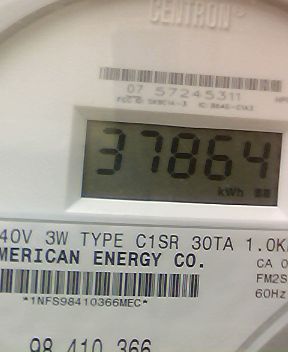 CENTRON®
07 57245311
37864
kWh
40V 3W TYPE C1SR 30TA 1.0K
MERICAN ENERGY CO.
CA 0
FM2S
60Hz
*1NFS98410366MEC*
98 410 366